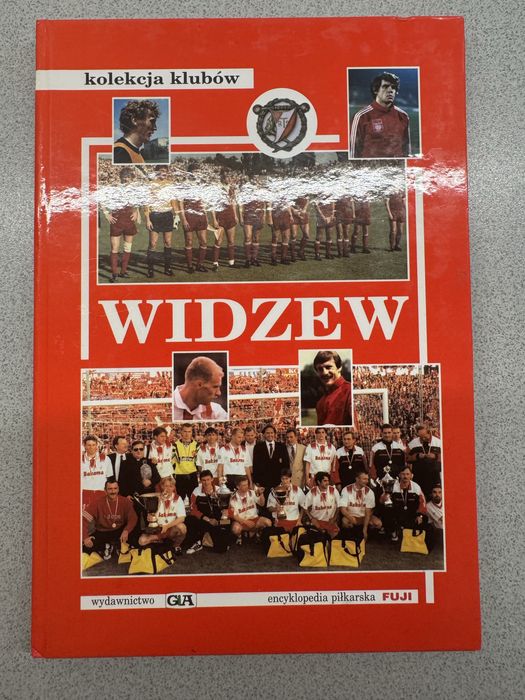 kolekcja klubów
WIDZEW
wydawnictwo GiA encyklopedia piłkarska FUJI